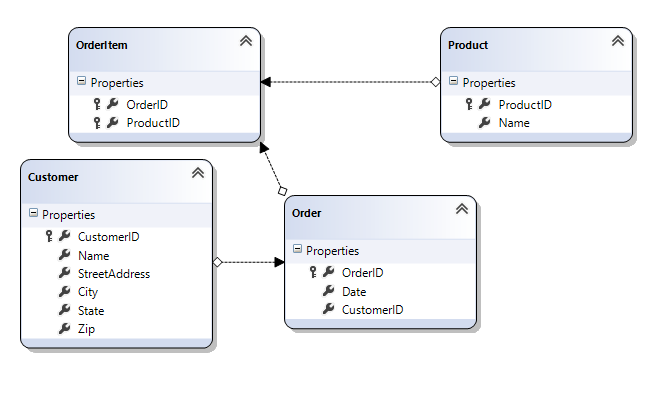 OrderItem
Properties
OrderID
ProductID
Product
Properties
ProductID
Name
Customer
Properties
CustomerID
Name
StreetAddress
City
State
Zip
Order
Properties
OrderID
Date
CustomerID